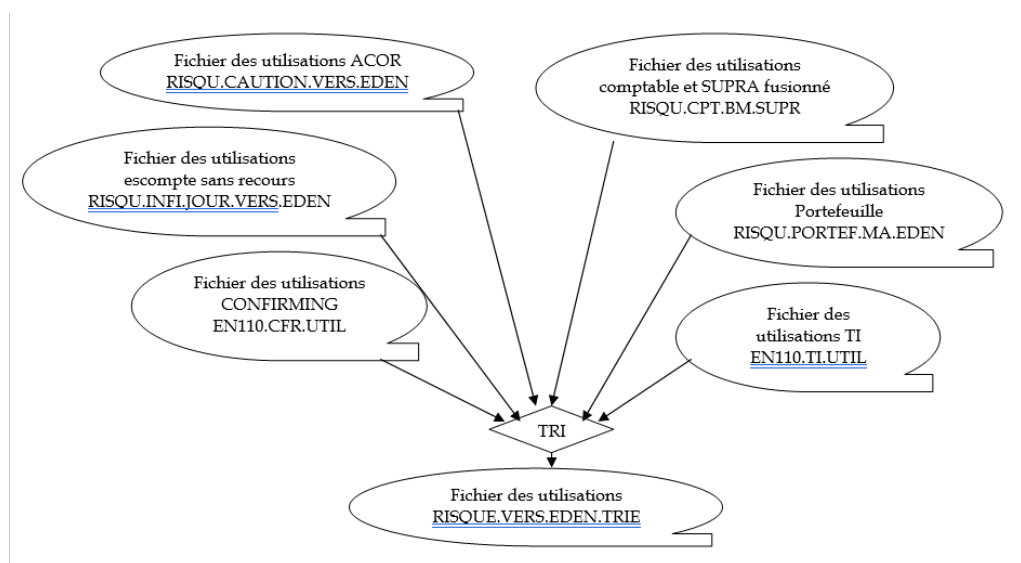 Fichier des utilisations ACOR
RISQU.CAUTION.VERS.EDEN
Fichier des utilisations
comptable et SUPRA fusionné
RISQU.CPT.BM.SUPR
Fichier des utilisations
escompte sans recours
RISQU.INFI.JOUR.VERS.EDEN
Fichier des utilisations
Portefeuille
RISQU.PORTEF.MA.EDEN
Fichier des utilisations
CONFIRMING
EN110.CFR.UTIL
Fichier des
utilisations TI
EN110.TI.UTIL
TRI
Fichier des utilisations
RISQUE.VERS.EDEN.TRIE